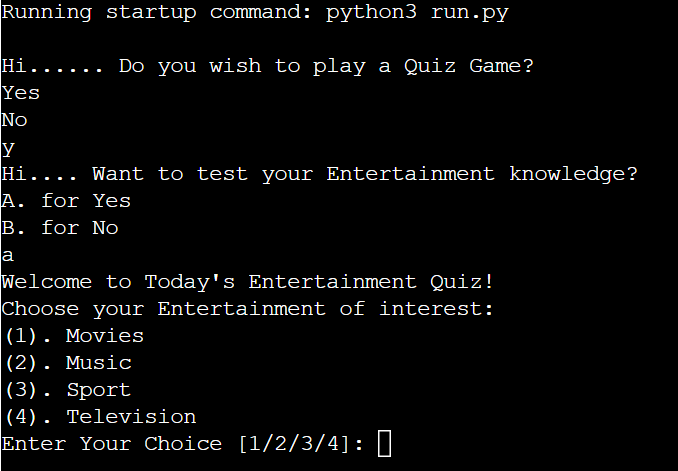 Running startup command: python3 run.py
Hi...... Do you wish to play a Quiz Game?
Yes
No
y
Hi.... Want to test your Entertainment knowledge?
A. for Yes
B. for No
a
Welcome to Today's Entertainment Quiz!
Choose your Entertainment of interest:
(1). Movies
(2). Music
(3). Sport
(4). Television
Enter Your Choice [1/2/3/4]: